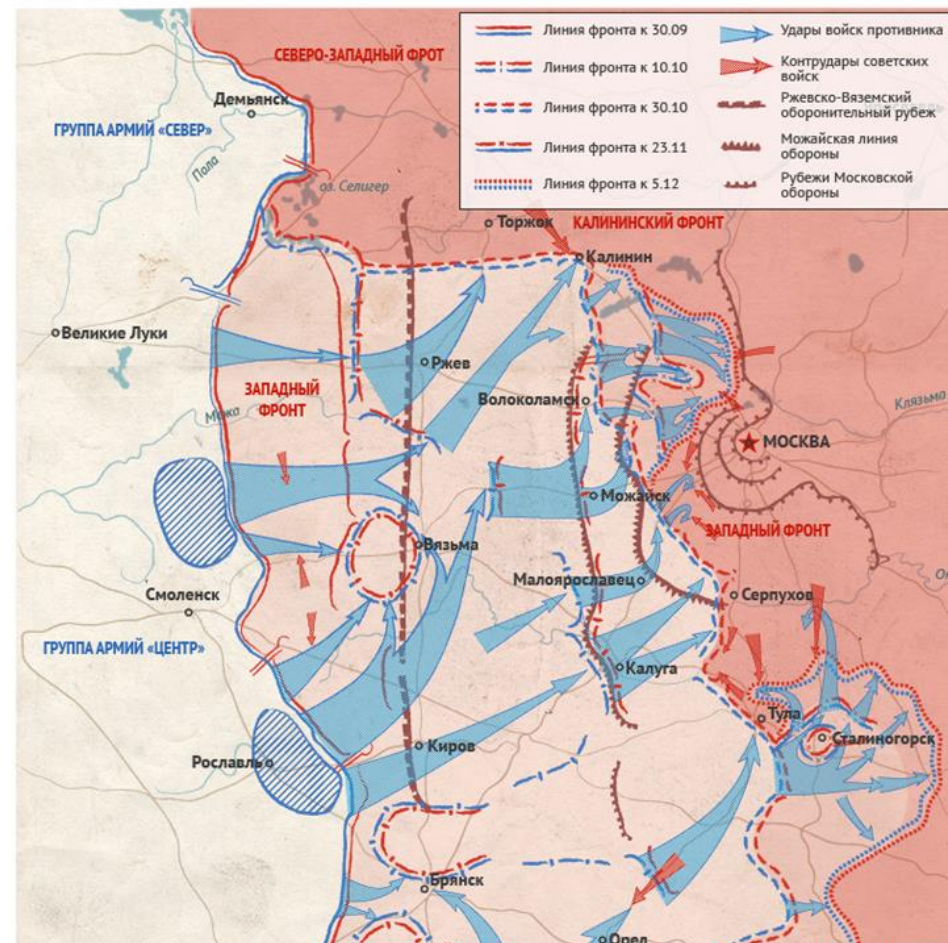 СЕВЕРО-ЗАПАДНЫЙ ФРОТ
Линия фронта к 30.09
Линия фронта к 10.10
Линия фронта к 30.10
Линия фронта к 23.11
Линия фронта к 5.12
Удары войск противника
Контрудары советских
войск
Ржевско-Вяземский
оборонительный рубеж
Можайская линия
обороны
Рубежи Московской
обороны
Демьянск
ГРУППА АРМИЙ «СЕВЕР»
Пола
оз. Селигер
Торжок
КАЛИНИНСКИЙ ФРОНТ
Калинин
Великие Луки
Ржев
ЗАПАДНЫЙ
ФРОНТ
Межа
Волоколамск
Клязьма
МОСКВА
Можайск
ЗАПАДНЫЙ ФРОНТ
Вязьма
Малоярославец
Смоленск
Серпухов
ГРУППА АРМИЙ «ЦЕНТР»
Калуга
Тула
Сталиногорск
Киров
Рославль
Брянск
Орел